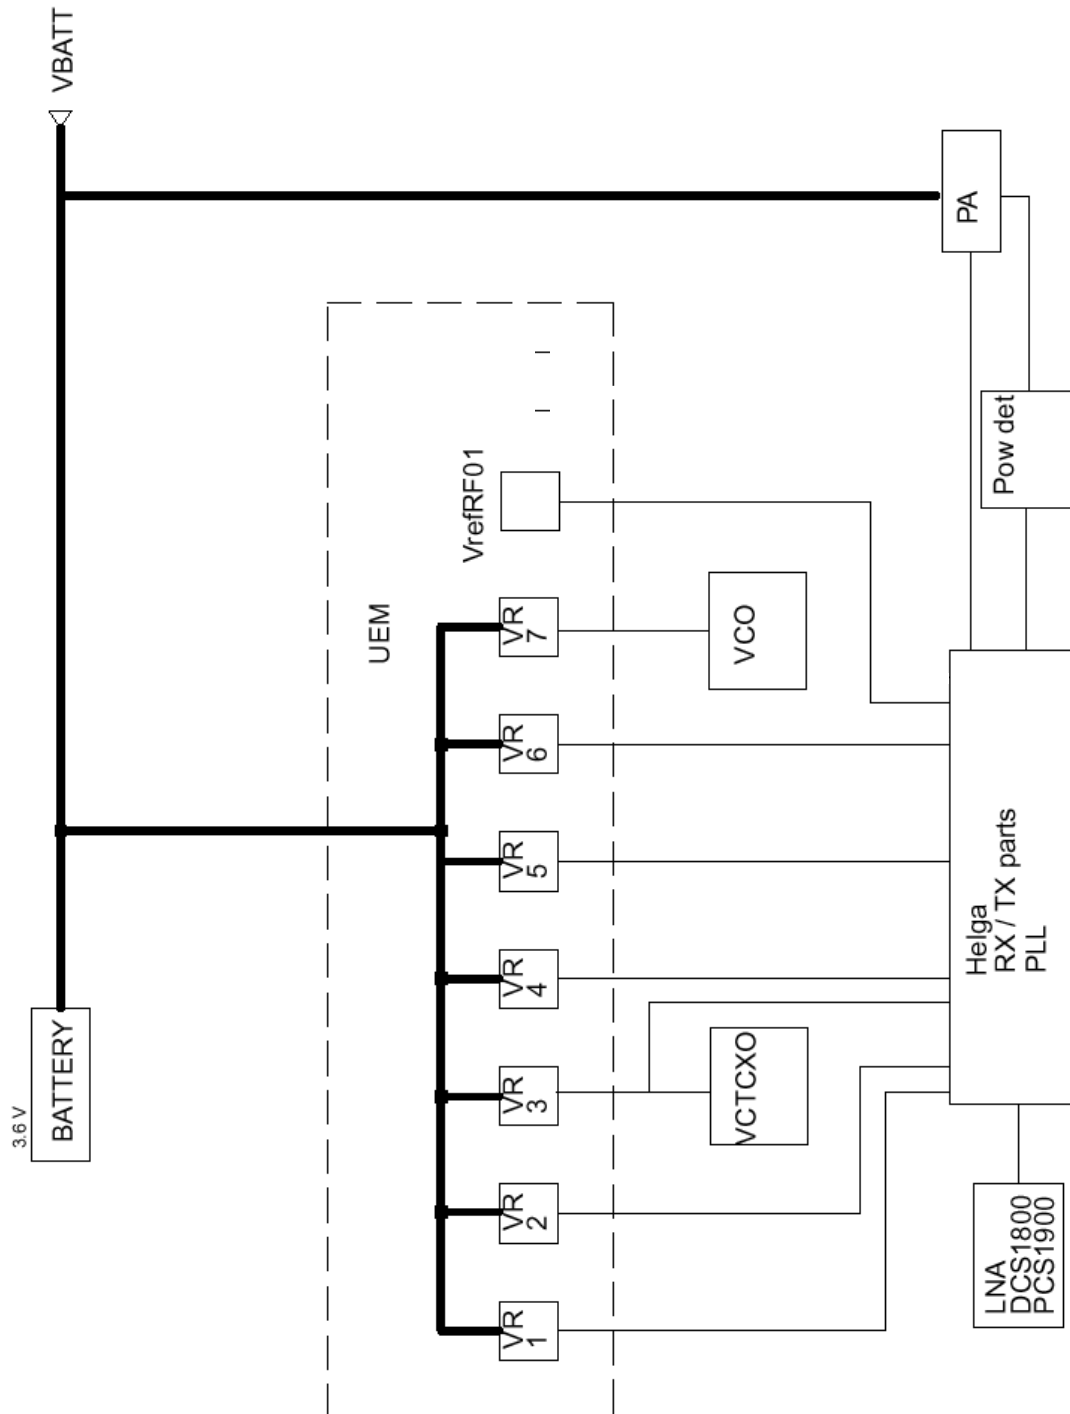 VBATT
3.6 V
BATTERY
UEM
VR
1
VR
2
VR
3
VR
4
VR
5
VR
6
VR
7
VrefRF01
VCTCXO
VCO
PA
Pow det
Helga
RX / TX parts
PLL
LNA
DCS1800
PCS1900